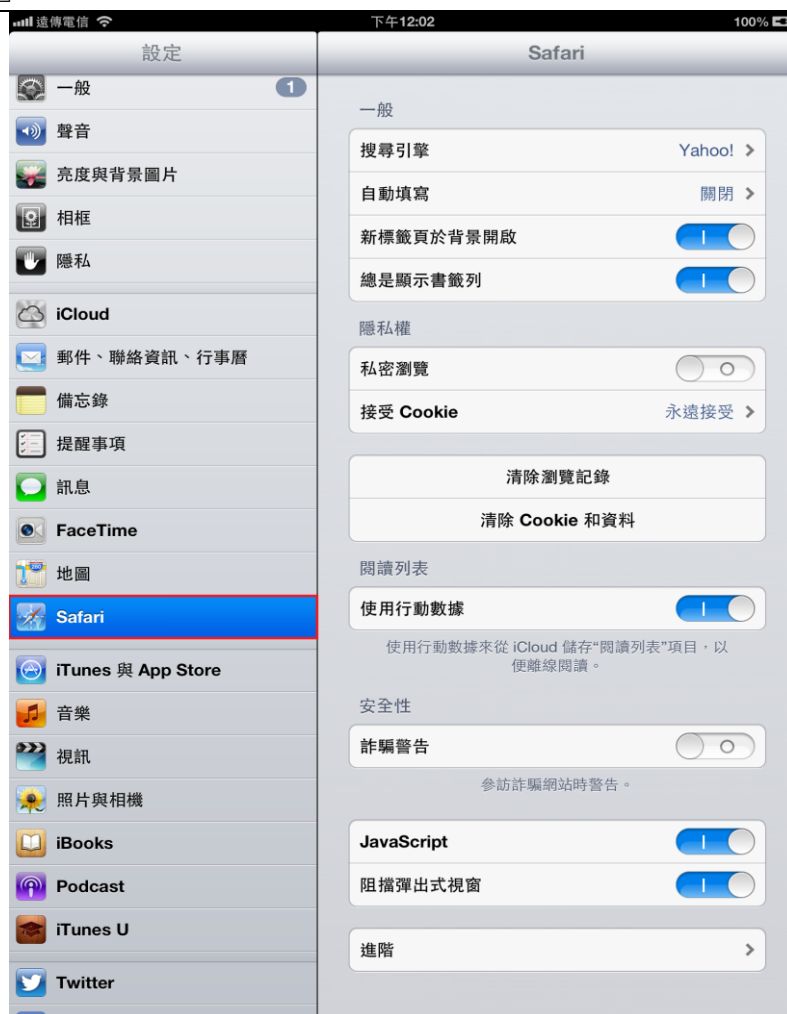 遠傳電信
下午12:02
100%
設定
Safari
一般
1
聲音
亮度與背景圖片
相框
隱私
iCloud
郵件、聯絡資訊、行事曆
備忘錄
提醒事項
訊息
FaceTime
地圖
Safari
iTunes 與 App Store
音樂
視訊
照片與相機
iBooks
Podcast
iTunes U
Twitter
一般
搜尋引擎
Yahoo!
自動填寫
關閉
新標籤頁於背景開啟
總是顯示書籤列
隱私權
私密瀏覽
接受 Cookie
永遠接受
清除瀏覽記錄
清除 Cookie 和資料
閱讀列表
使用行動數據
使用行動數據來從 iCloud 儲存“閱讀列表”項目，以
便離線閱讀。
安全性
詐騙警告
參訪詐騙網站時警告。
JavaScript
阻擋彈出式視窗
進階